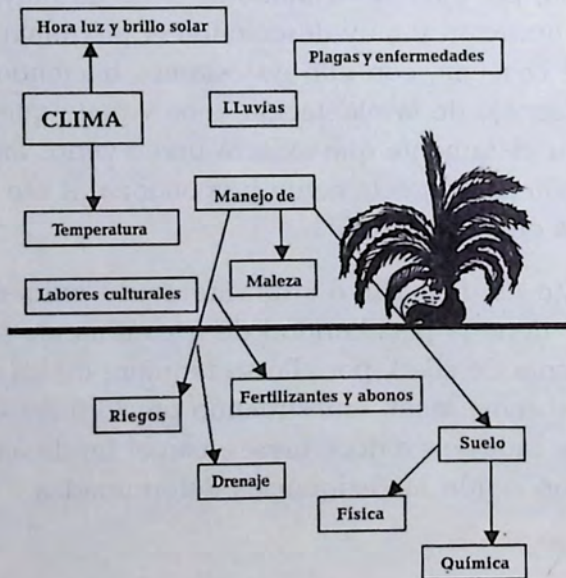 Hora luz y brillo solar
Plagas y enfermedades
LLuvias
CLIMA
Manejo de
Temperatura
Maleza
Labores culturales
Fertilizantes y abonos
Riegos
Suelo
Drenaje
Física
Química